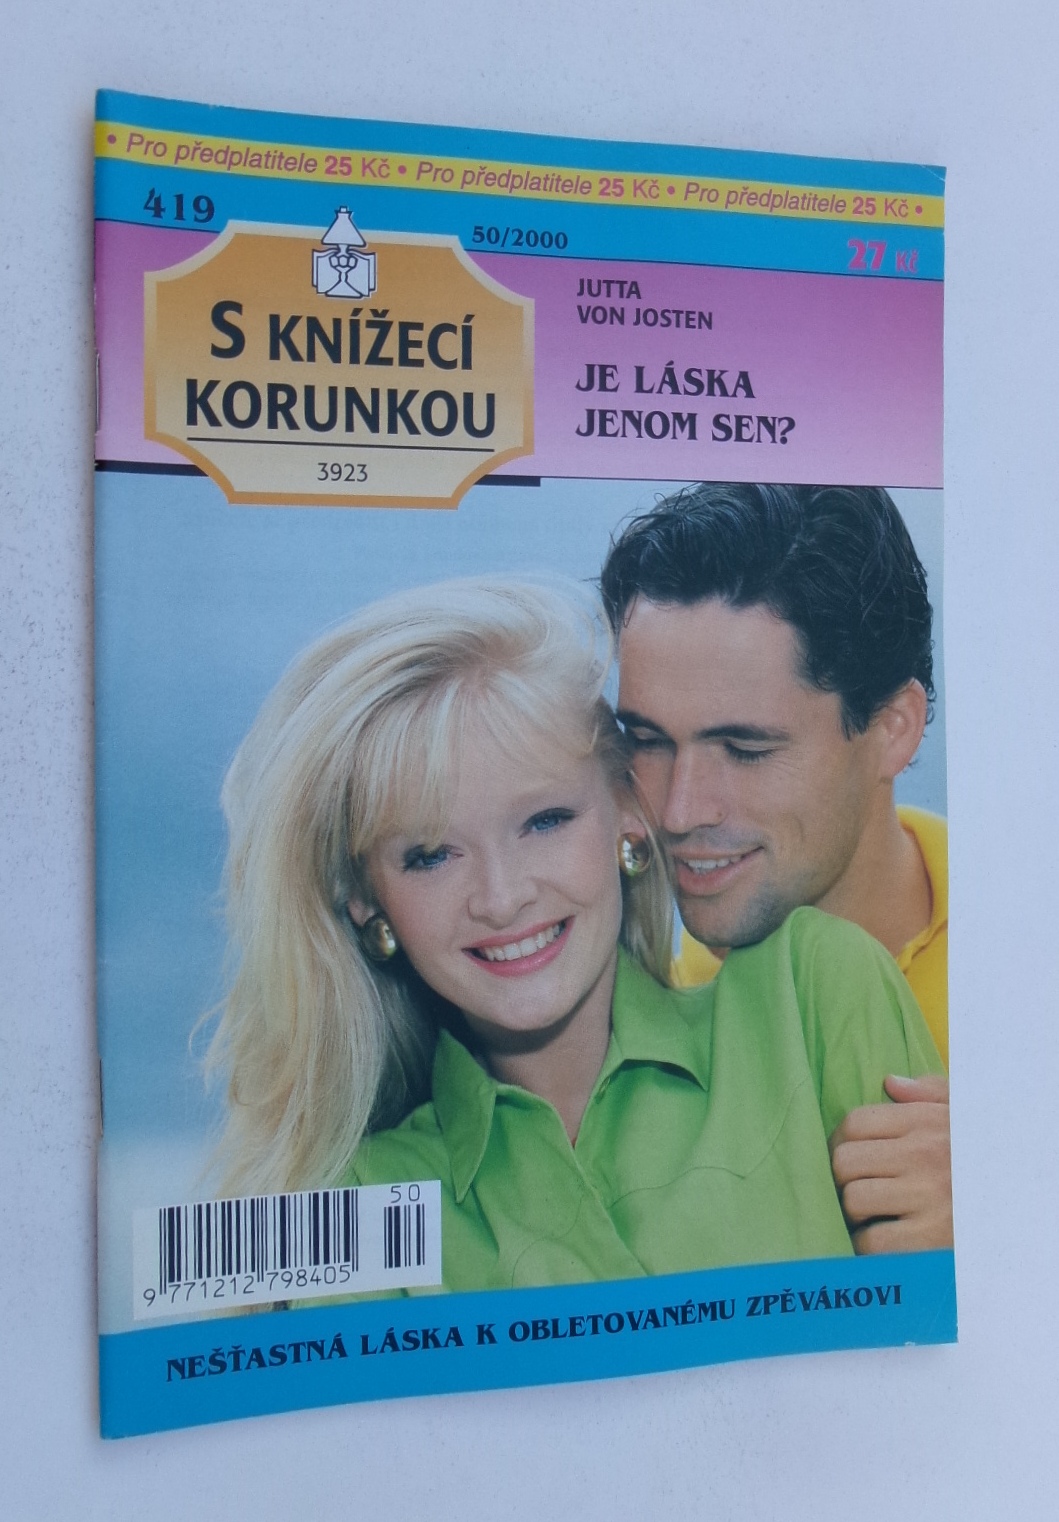 • Pro předplatitele 25 Kč • Pro předplatitele 25 Kč • Pro předplatitele 25 Kč •
419
50/2000
27 Kč
S KNÍŽECÍ
KORUNKOU
3923
JUTTA
VON JOSTEN
JE LÁSKA
JENOM SEN?
50
9 771212 798405
NEŠŤASTNÁ LÁSKA K OBLETOVANÉMU ZPĚVÁKOVI